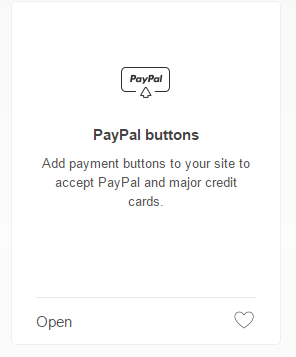 PayPal
PayPal buttons
Add payment buttons to your site to
accept PayPal and major credit
cards.
Open